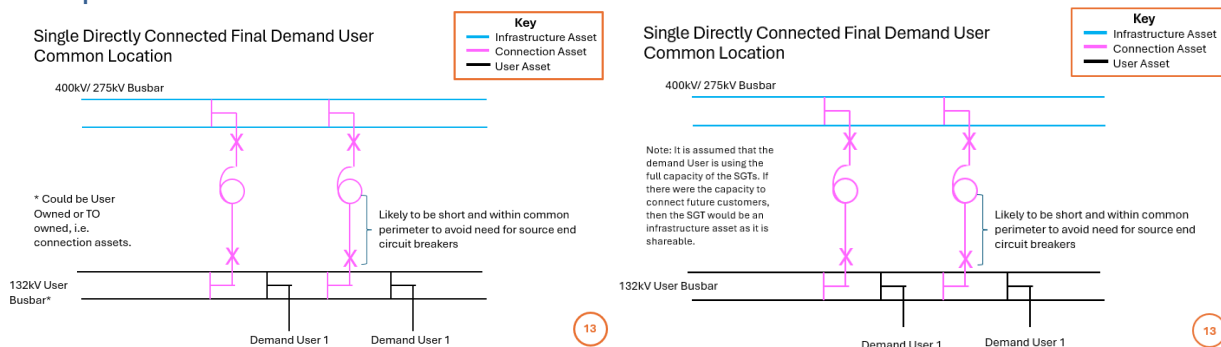 Single Directly Connected Final Demand User
Common Location
Key
Infrastructure Asset
Connection Asset
User Asset
400kV/ 275kV Busbar
* Could be User
Owned or TO
owned, i.e.
connection assets.
Likely to be short and within common
perimeter to avoid need for source end
circuit breakers
132kV User
Busbar*
Demand User 1
Demand User 1
13
Single Directly Connected Final Demand User
Common Location
Key
Infrastructure Asset
Connection Asset
User Asset
400kV/ 275kV Busbar
Note: It is assumed that the
demand User is using the
full capacity of the SGTs. If
there were the capacity to
connect future customers,
then the SGT would be an
infrastructure asset as it is
shareable.
Likely to be short and within common
perimeter to avoid need for source end
circuit breakers
132kV User Busbar
Demand User 1
Demand User 1
13